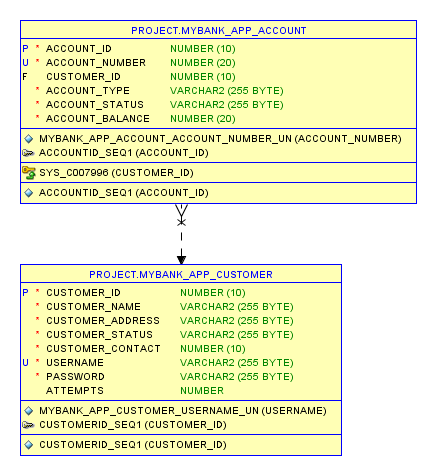 PROJECT.MYBANK_APP_ACCOUNT
P * ACCOUNT_ID NUMBER (10)
U * ACCOUNT_NUMBER NUMBER (20)
F CUSTOMER_ID NUMBER (10)
* ACCOUNT_TYPE VARCHAR2 (255 BYTE)
* ACCOUNT_STATUS VARCHAR2 (255 BYTE)
* ACCOUNT_BALANCE NUMBER (20)
MYBANK_APP_ACCOUNT_ACCOUNT_NUMBER_UN (ACCOUNT_NUMBER)
ACCOUNTID_SEQ1 (ACCOUNT_ID)
SYS_C007996 (CUSTOMER_ID)
ACCOUNTID_SEQ1 (ACCOUNT_ID)
PROJECT.MYBANK_APP_CUSTOMER
P * CUSTOMER_ID NUMBER (10)
* CUSTOMER_NAME VARCHAR2 (255 BYTE)
* CUSTOMER_ADDRESS VARCHAR2 (255 BYTE)
* CUSTOMER_STATUS VARCHAR2 (255 BYTE)
* CUSTOMER_CONTACT NUMBER (10)
U * USERNAME VARCHAR2 (255 BYTE)
* PASSWORD VARCHAR2 (255 BYTE)
ATTEMPTS NUMBER
MYBANK_APP_CUSTOMER_USERNAME_UN (USERNAME)
CUSTOMERID_SEQ1 (CUSTOMER_ID)
CUSTOMERID_SEQ1 (CUSTOMER_ID)